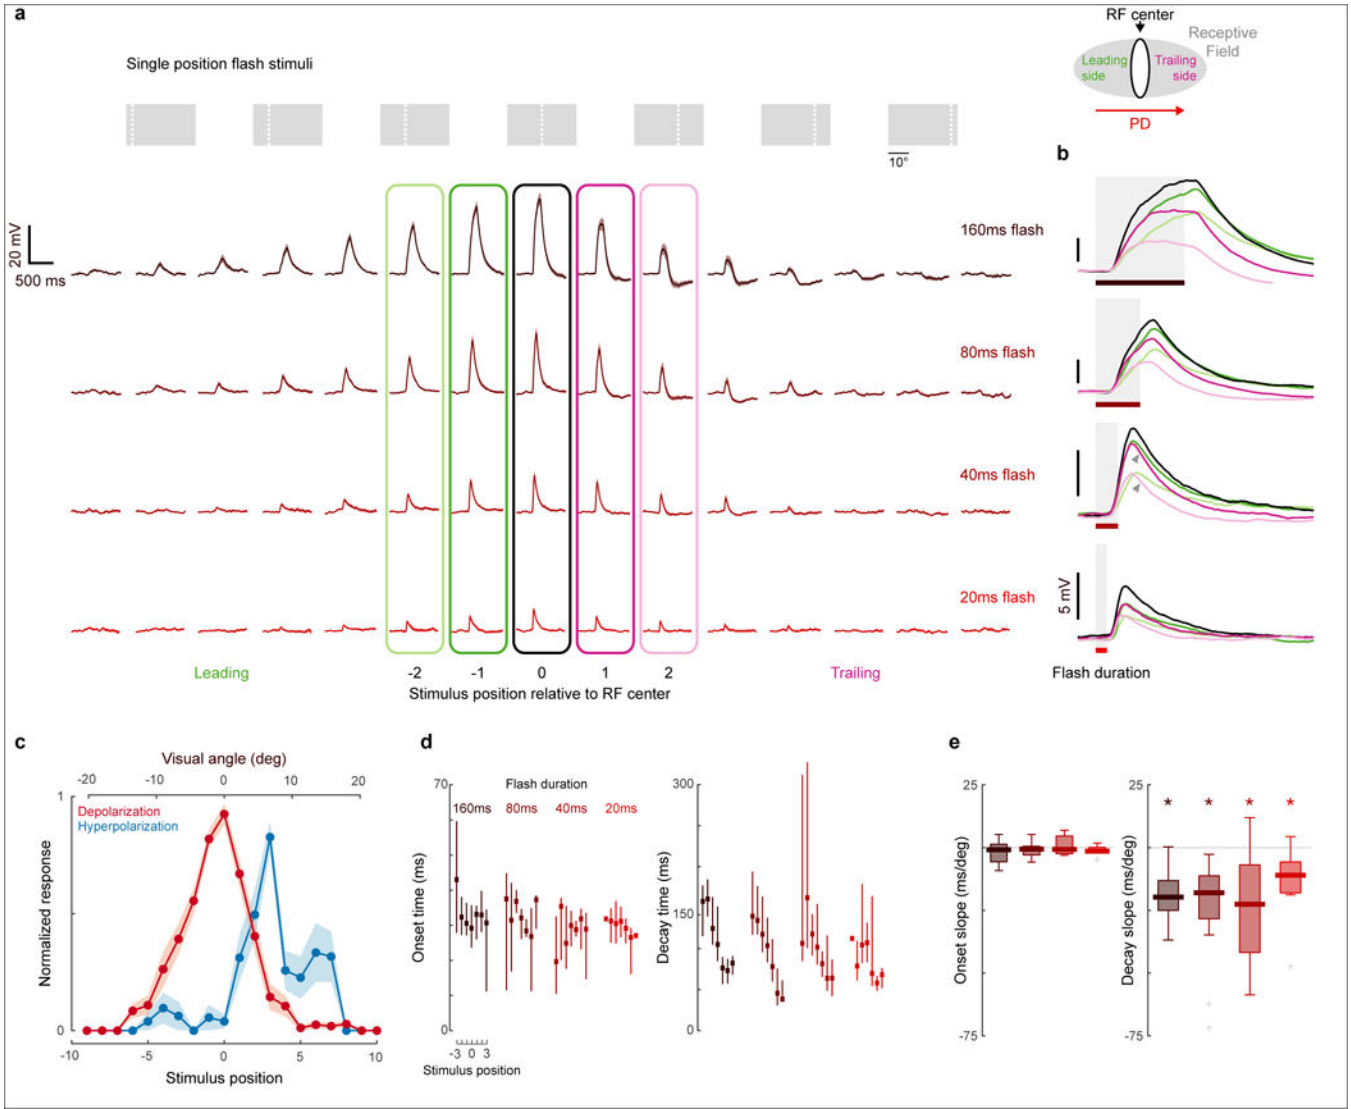 a
RF center
Receptive
Field
Leading
side
Trailing
side
PD
Single position flash stimuli
10°
b
20 mV
500 ms
160ms flash
80ms flash
40ms flash
20ms flash
5 mV
Leading
-2
-1
0
1
2
Trailing
Flash duration
Stimulus position relative to RF center
c
Visual angle (deg)
-20
-10
0
10
20
1
Depolarization
Hyperpolarization
Normalized response
0
-10
-5
0
5
10
Stimulus position
d
70
Flash duration
160ms
80ms
40ms
20ms
Onset time (ms)
0
-3
0
3
Stimulus position
300
Decay time (ms)
150
0
e
25
Onset slope (ms/deg)
-75
25
* * * *
Decay slope (ms/deg)
-75